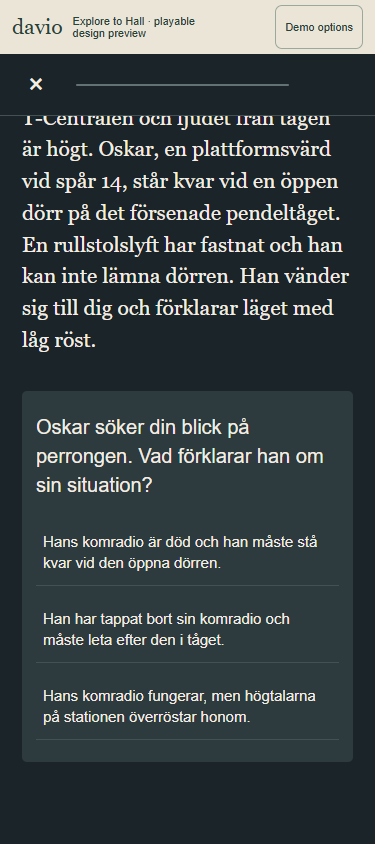 davio
Explore to Hall · playable
design preview
Demo options
×
T-Centralen och ljudet från tågen
är högt. Oskar, en plattformsvärd
vid spår 14, står kvar vid en öppen
dörr på det försenade pendeltåget.
En rullstolslyft har fastnat och han
kan inte lämna dörren. Han vänder
sig till dig och förklarar läget med
låg röst.
Oskar söker din blick på
perrongen. Vad förklarar han om
sin situation?
Hans komradio är död och han måste stå
kvar vid den öppna dörren.
Han har tappat bort sin komradio och
måste leta efter den i tåget.
Hans komradio fungerar, men högtalarna
på stationen överröstar honom.